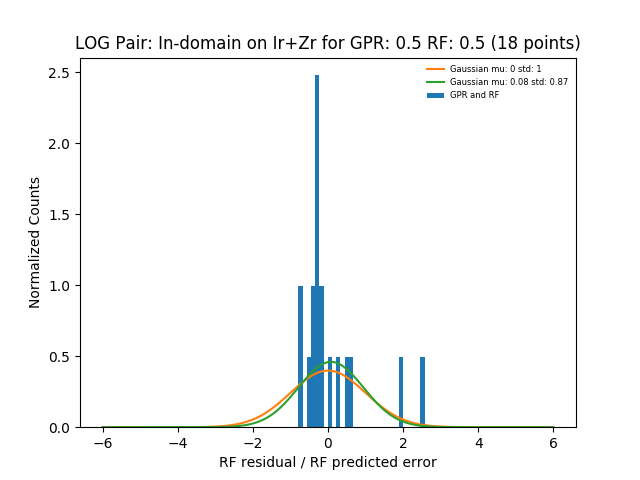 LOG Pair: In-domain on Ir+Zr for GPR: 0.5 RF: 0.5 (18 points)
Gaussian mu: 0 std: 1
Gaussian mu: 0.08 std: 0.87
GPR and RF
Normalized Counts
2.5
2.0
1.5
1.0
0.5
0.0
−6 −4 −2 0 2 4 6
RF residual / RF predicted error